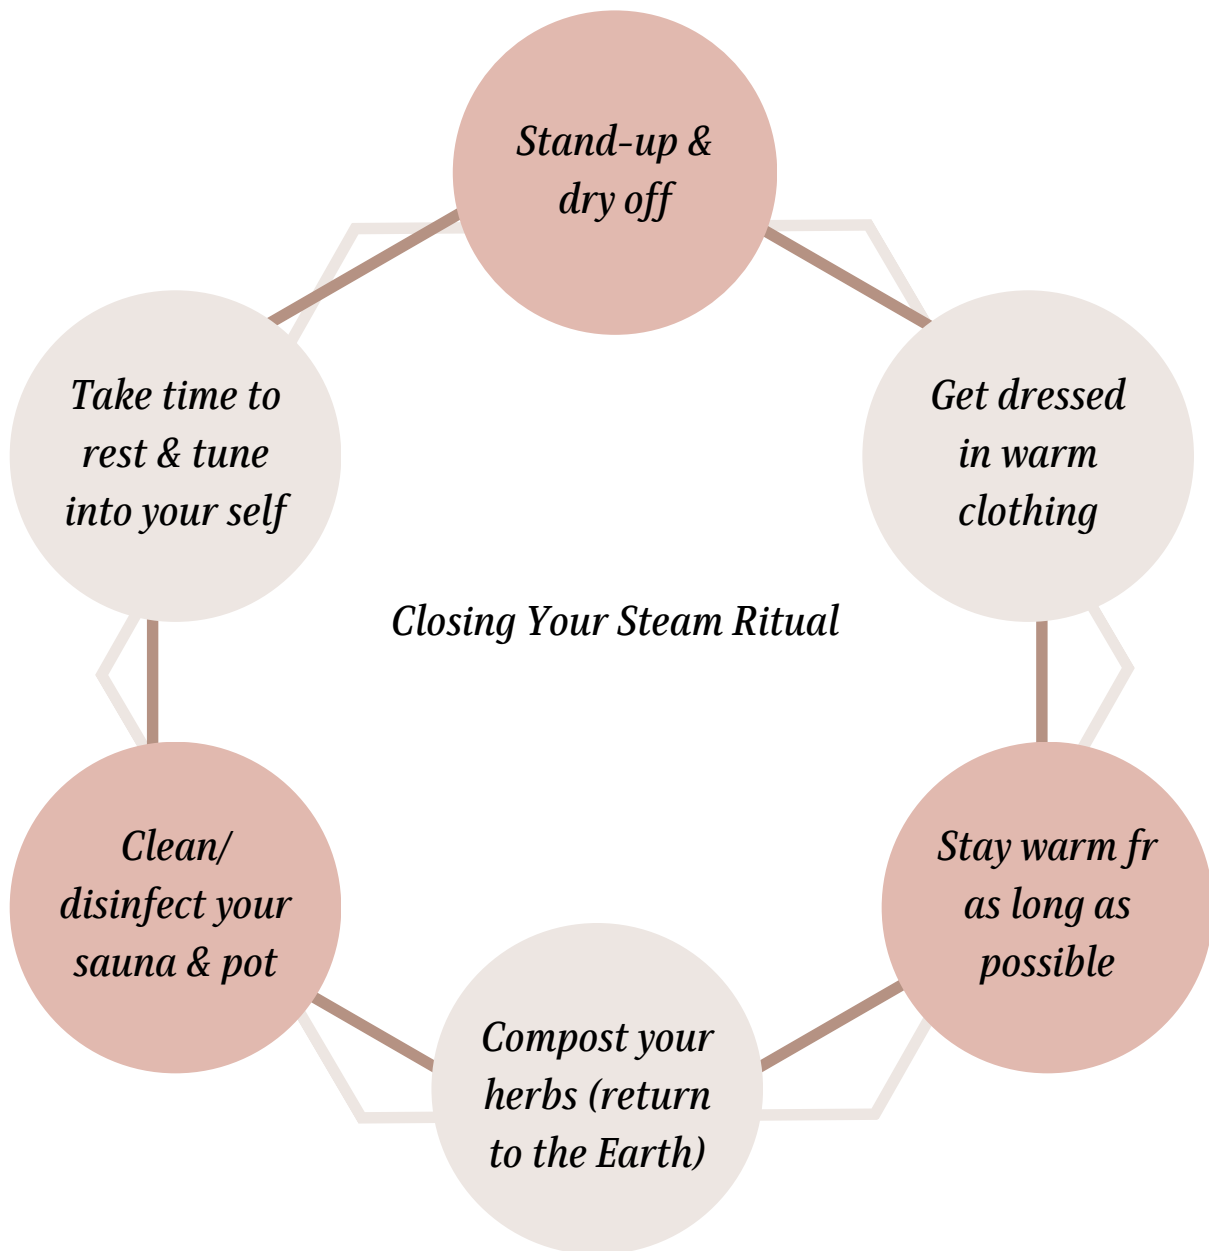 Stand-up &
dry off
Get dressed
in warm
clothing
Stay warm fr
as long as
possible
Compost your
herbs (return
to the Earth)
Clean/
disinfect your
sauna & pot
Take time to
rest & tune
into your self
Closing Your Steam Ritual